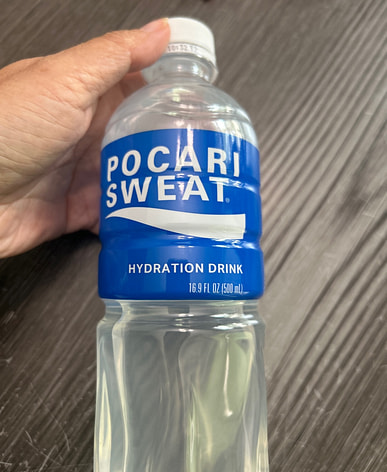 POCARI
SWEAT®
HYDRATION DRINK
16.9 FL OZ (500 mL)